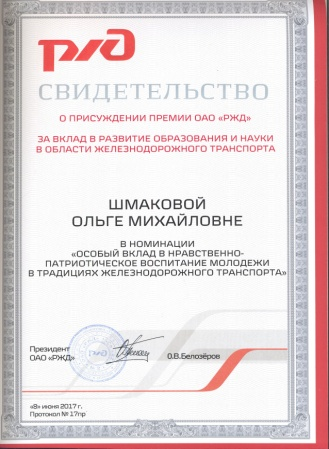 РЖД
СВИДЕТЕЛЬСТВО
О ПРИСУЖДЕНИИ ПРЕМИИ ОАО «РЖД»
ЗА ВКЛАД В РАЗВИТИЕ ОБРАЗОВАНИЯ И НАУКИ
В ОБЛАСТИ ЖЕЛЕЗНОДОРОЖНОГО ТРАНСПОРТА
ШМАКОВОЙ
ОЛЬГЕ МИХАЙЛОВНЕ
В НОМИНАЦИИ
«ОСОБЫЙ ВКЛАД В НРАВСТВЕННО-
ПАТРИОТИЧЕСКОЕ ВОСПИТАНИЕ МОЛОДЕЖИ
В ТРАДИЦИЯХ ЖЕЛЕЗНОДОРОЖНОГО ТРАНСПОРТА»
Президент
ОАО «РЖД»
О.В.Белозёров
«8» июня 2017 г.
Протокол № 17пр